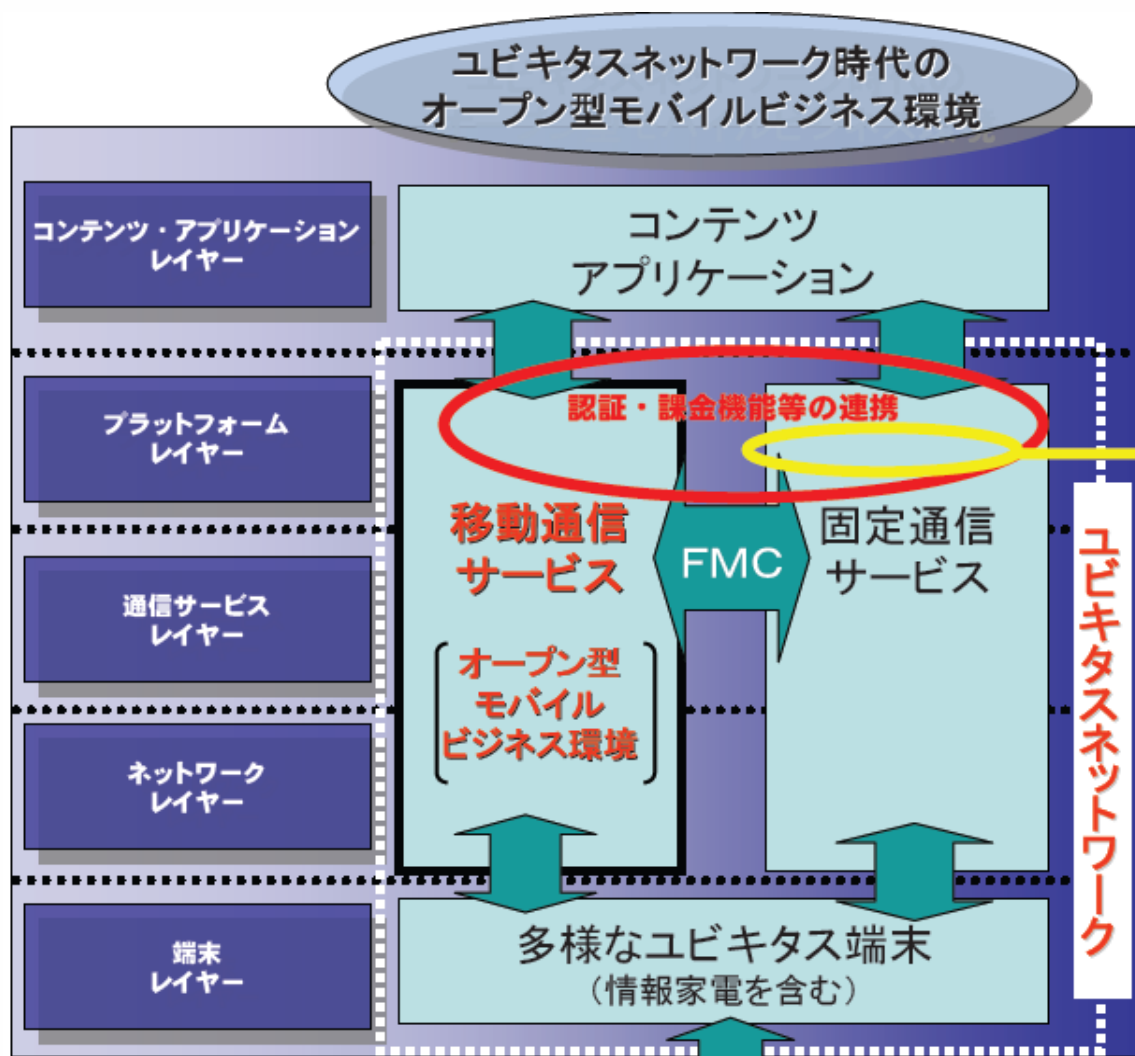 ユビキタスネットワーク時代の
オープン型モバイルビジネス環境
コンテンツ・アプリケーション
レイヤー
コンテンツ
アプリケーション
プラットフォーム
レイヤー
認証・課金機能等の連携
移動通信
サービス
FMC
固定通信
サービス
通信サービス
レイヤー
オープン型
モバイル
ビジネス環境
ネットワーク
レイヤー
ユビキタスネットワーク
端末
レイヤー
多様なユビキタス端末
(情報家電を含む)